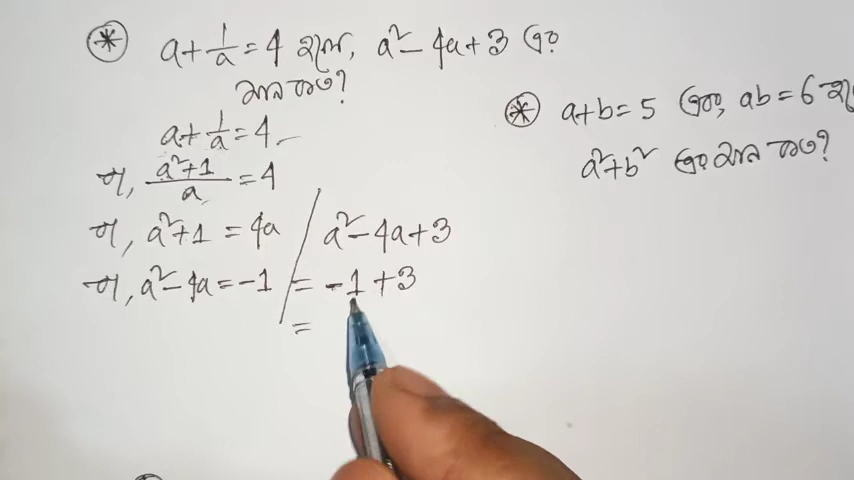 a + 1/a = 4 হলে, a² - 4a + 3 এর
মান কত?
a + 1/a = 4
বা, (a² + 1)/a = 4
বা, a² + 1 = 4a
বা, a² - 4a = -1
a² - 4a + 3
= -1 + 3
=
a + b = 5 এবং, ab = 6 হলে
a² + b² এর মান কত?